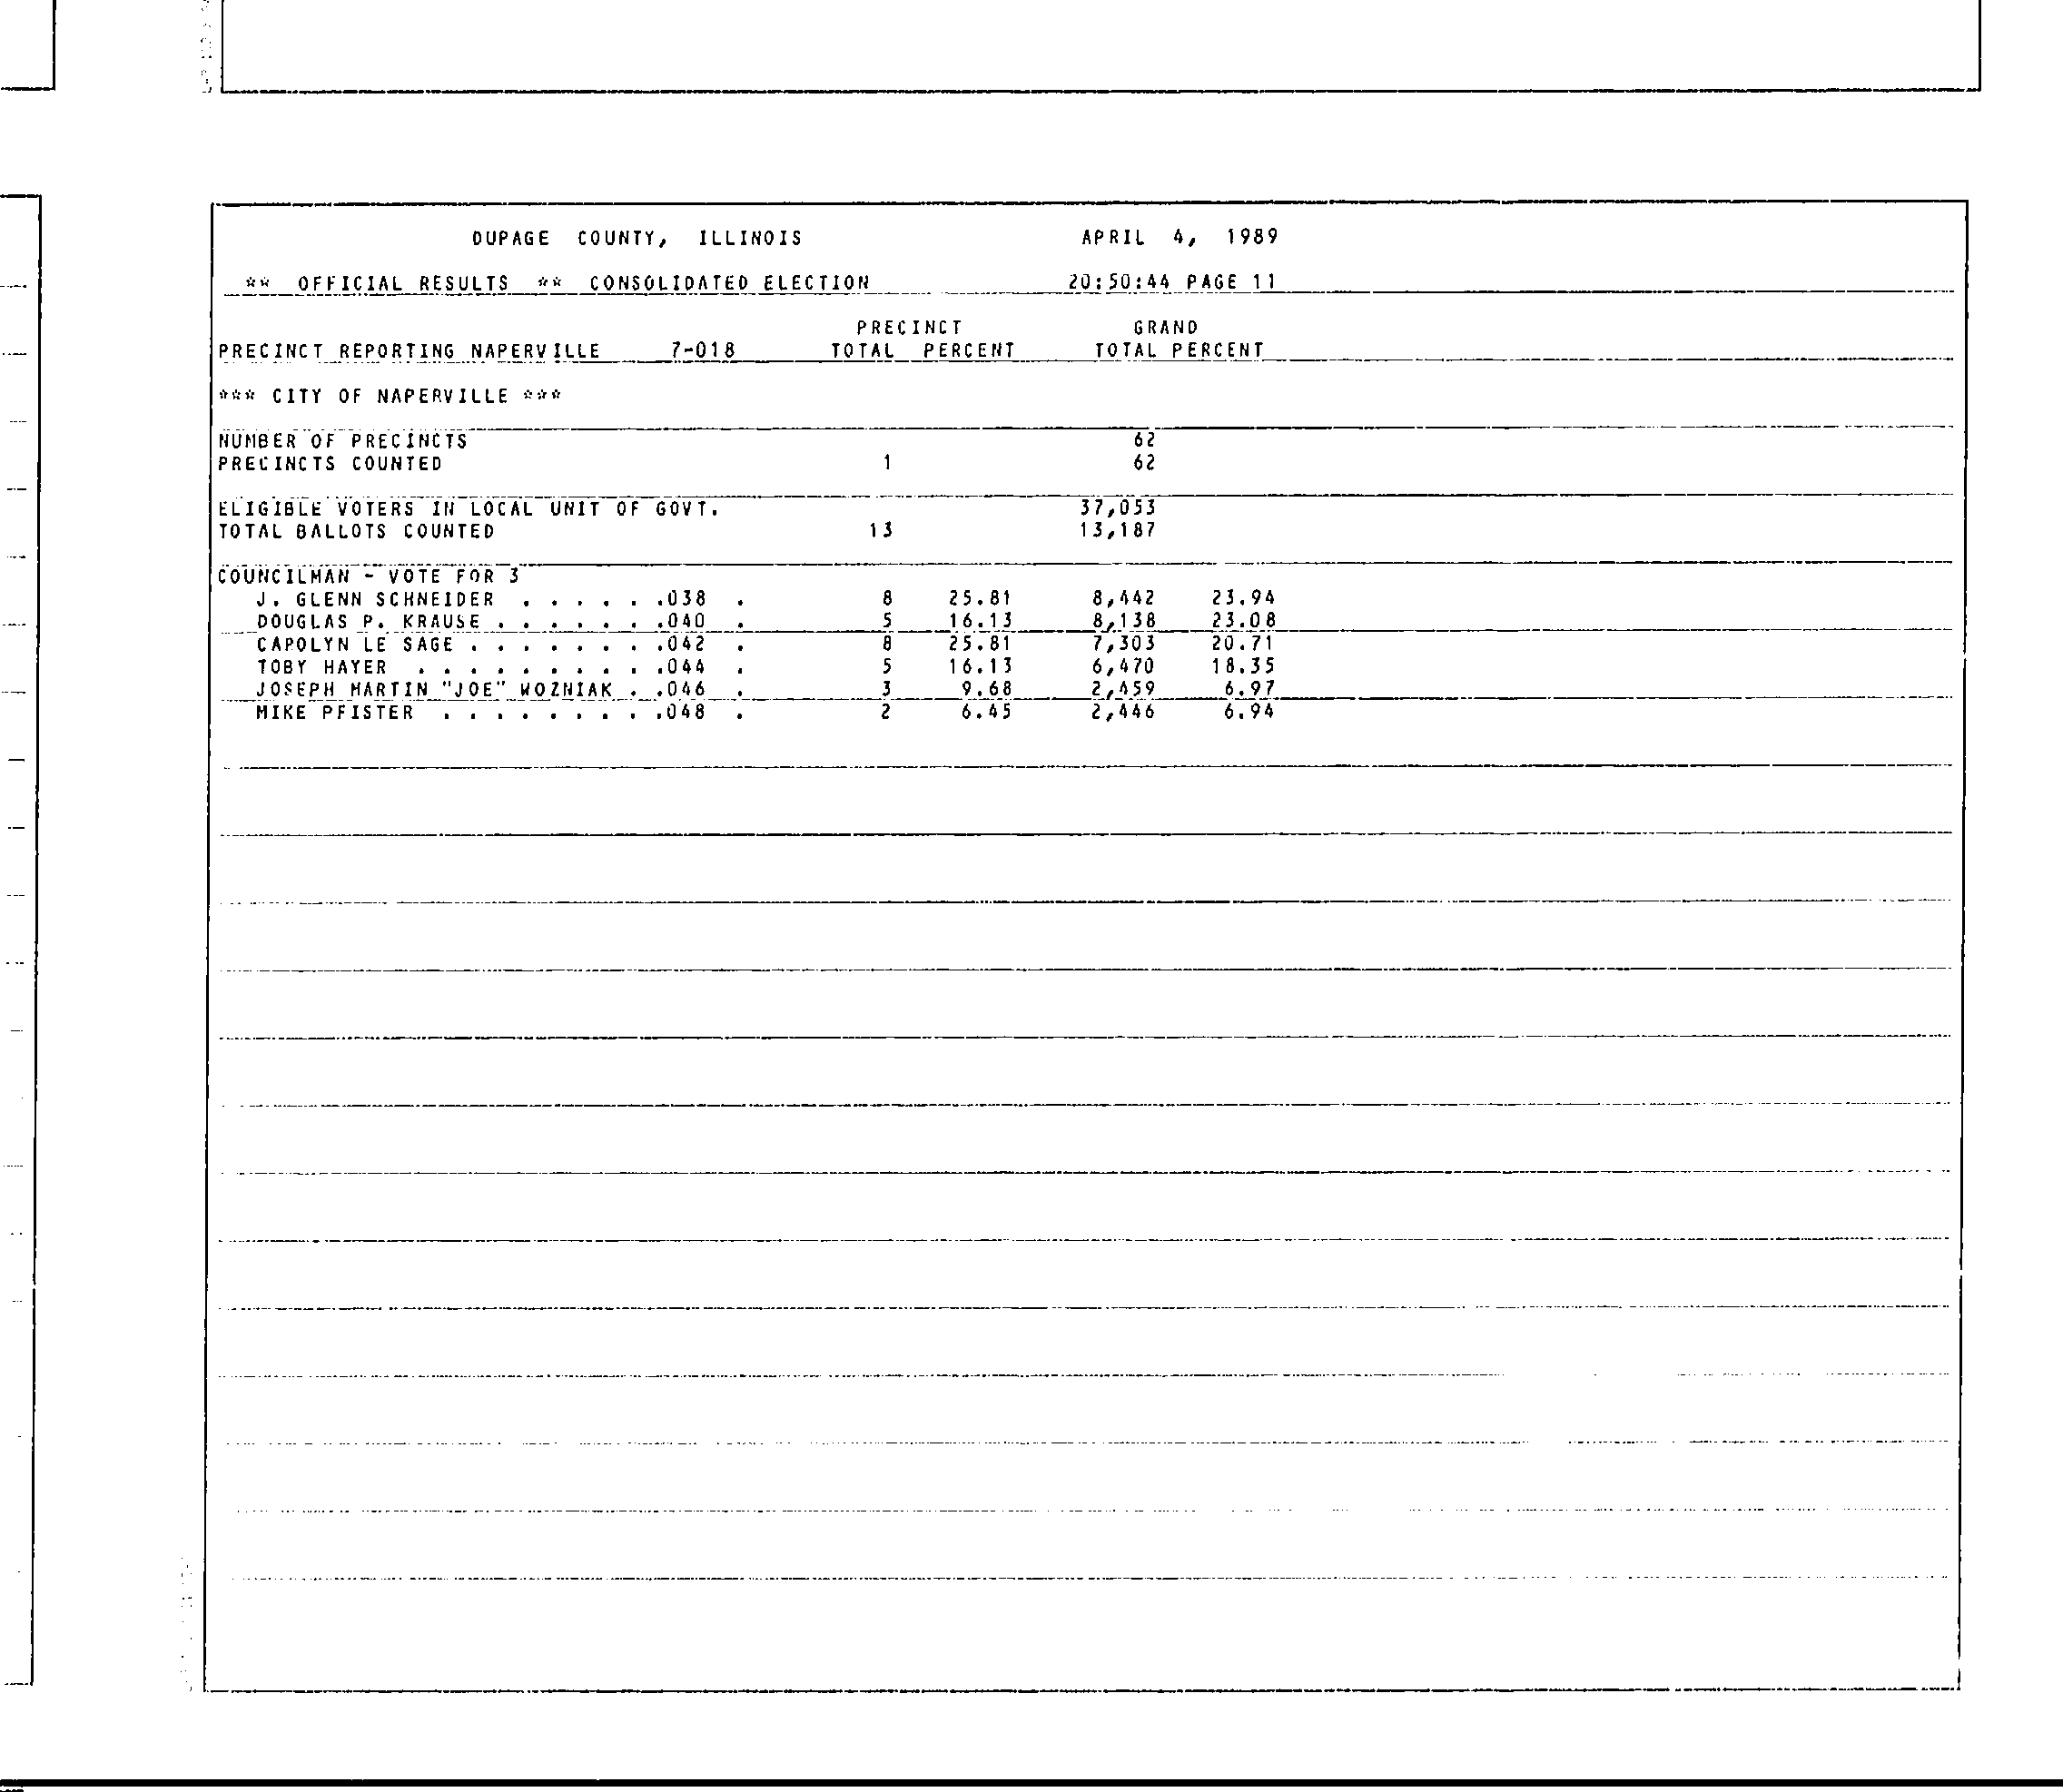 DUPAGE COUNTY, ILLINOIS APRIL 4, 1989
** OFFICIAL RESULTS ** CONSOLIDATED ELECTION 20:50:44 PAGE 11
PRECINCT GRAND
PRECINCT REPORTING NAPERVILLE 7-018 TOTAL PERCENT TOTAL PERCENT
*** CITY OF NAPERVILLE ***
NUMBER OF PRECINCTS 62
PRECINCTS COUNTED 1 62
ELIGIBLE VOTERS IN LOCAL UNIT OF GOVT. 37,053
TOTAL BALLOTS COUNTED 13 13,187
COUNCILMAN - VOTE FOR 3
J. GLENN SCHNEIDER . . . . . .038 . 8 25.81 8,442 23.94
DOUGLAS P. KRAUSE . . . . . . .040 . 5 16.13 8,138 23.08
CAROLYN LE SAGE . . . . . . . .042 . 8 25.81 7,303 20.71
TOBY HAYER . . . . . . . . . .044 . 5 16.13 6,470 18.35
JOSEPH MARTIN "JOE" WOZNIAK . .046 . 3 9.68 2,459 6.97
MIKE PFISTER . . . . . . . . .048 . 2 6.45 2,446 6.94